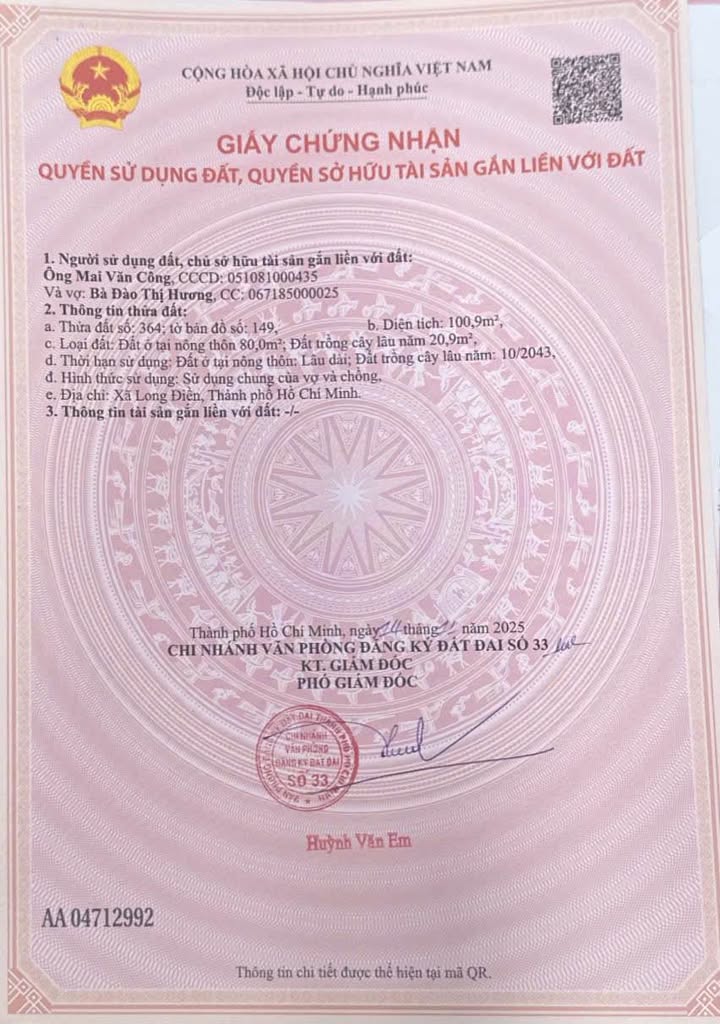 CỘNG HÒA XÃ HỘI CHỦ NGHĨA VIỆT NAM
Độc lập - Tự do - Hạnh phúc
GIẤY CHỨNG NHẬN
QUYỀN SỬ DỤNG ĐẤT, QUYỀN SỞ HỮU TÀI SẢN GẮN LIỀN VỚI ĐẤT
1. Người sử dụng đất, chủ sở hữu tài sản gắn liền với đất:
Ông Mai Văn Công, CCCD: 051081000435
Và vợ: Bà Đào Thị Hương, CC: 067185000025
2. Thông tin thửa đất:
a. Thửa đất số: 364; tờ bản đồ số: 149, b. Diện tích: 100,9m²,
c. Loại đất: Đất ở tại nông thôn 80,0m²; Đất trồng cây lâu năm 20,9m²,
d. Thời hạn sử dụng: Đất ở tại nông thôn: Lâu dài; Đất trồng cây lâu năm: 10/2043,
đ. Hình thức sử dụng: Sử dụng chung của vợ và chồng,
e. Địa chỉ: Xã Long Điền, Thành phố Hồ Chí Minh.
3. Thông tin tài sản gắn liền với đất: -/-
Thành phố Hồ Chí Minh, ngày 24 tháng 11 năm 2025
CHI NHÁNH VĂN PHÒNG ĐĂNG KÝ ĐẤT ĐAI SỐ 33
KT. GIÁM ĐỐC
PHÓ GIÁM ĐỐC
CHI NHÁNH
VĂN PHÒNG
ĐĂNG KÝ ĐẤT ĐAI
SỐ 33
Huỳnh Văn Em
AA 04712992
Thông tin chi tiết được thể hiện tại mã QR.